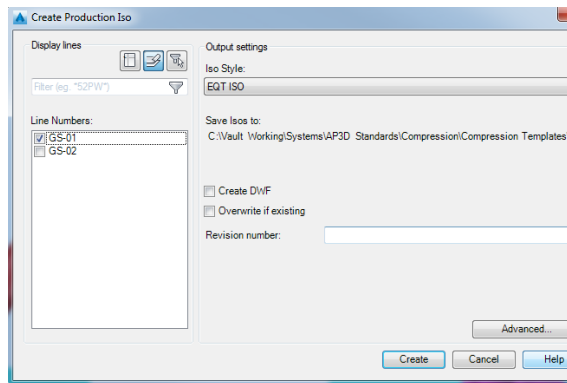 Create Production Iso
Display lines
Filter (eg. "52PW")
Line Numbers:
GS-01
GS-02
Output settings
Iso Style:
EQT ISO
Save Isos to:
C:\Vault Working\Systems\AP3D Standards\Compression\Compression Templates\
Create DWF
Overwrite if existing
Revision number:
Advanced...
Create Cancel Help